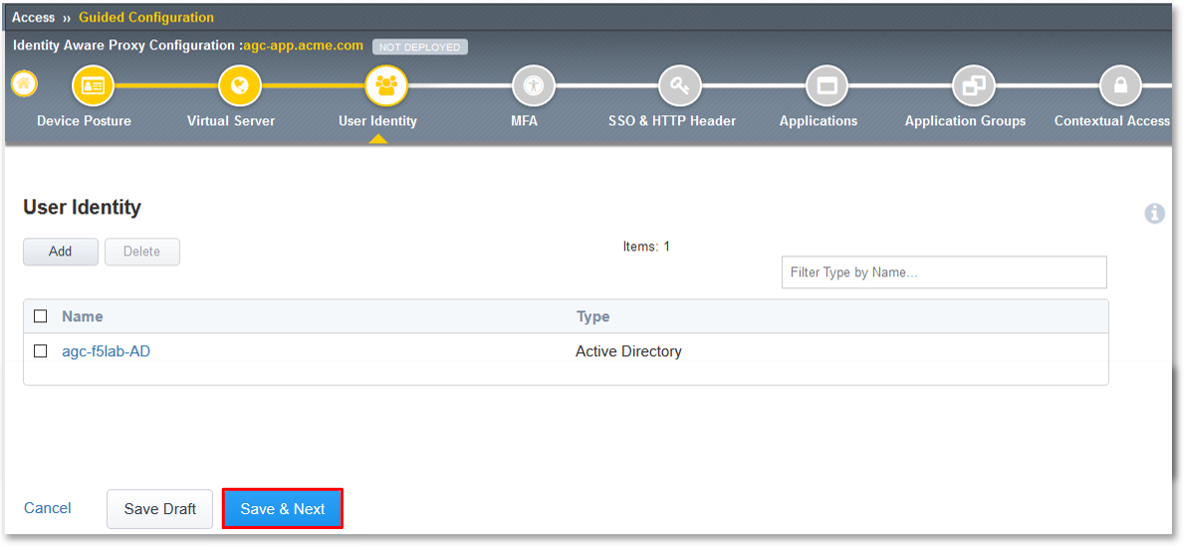 Access » Guided Configuration
Identity Aware Proxy Configuration :agc-app.acme.com NOT DEPLOYED
Device Posture Virtual Server User Identity MFA SSO & HTTP Header Applications Application Groups Contextual Access
User Identity
Add Delete Items: 1
Filter Type by Name...
Name Type
agc-f5lab-AD Active Directory
Cancel Save Draft Save & Next